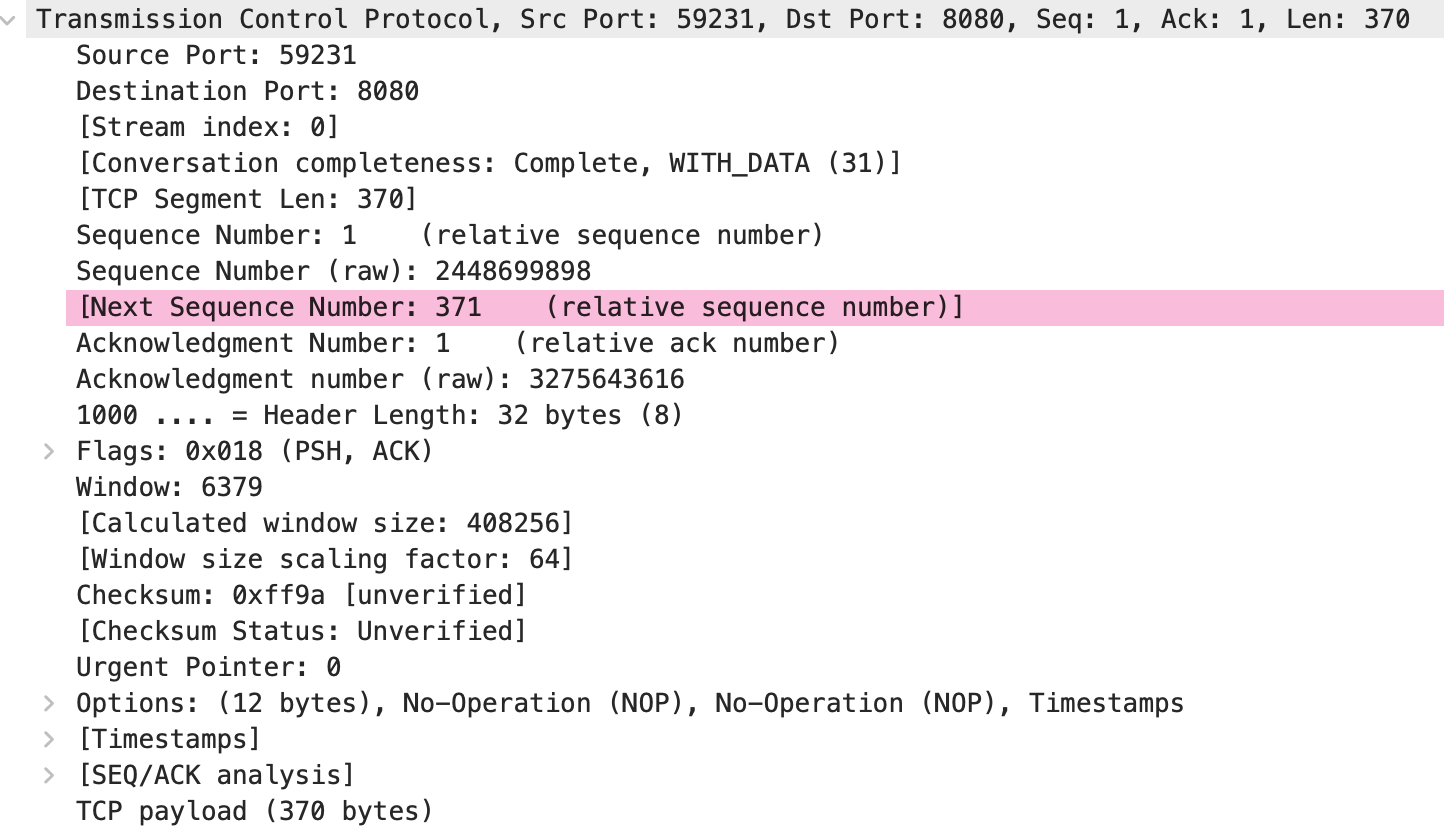 Transmission Control Protocol, Src Port: 59231, Dst Port: 8080, Seq: 1, Ack: 1, Len: 370
Source Port: 59231
Destination Port: 8080
[Stream index: 0]
[Conversation completeness: Complete, WITH_DATA (31)]
[TCP Segment Len: 370]
Sequence Number: 1    (relative sequence number)
Sequence Number (raw): 2448699898
[Next Sequence Number: 371    (relative sequence number)]
Acknowledgment Number: 1    (relative ack number)
Acknowledgment number (raw): 3275643616
1000 .... = Header Length: 32 bytes (8)
Flags: 0x018 (PSH, ACK)
Window: 6379
[Calculated window size: 408256]
[Window size scaling factor: 64]
Checksum: 0xff9a [unverified]
[Checksum Status: Unverified]
Urgent Pointer: 0
Options: (12 bytes), No-Operation (NOP), No-Operation (NOP), Timestamps
[Timestamps]
[SEQ/ACK analysis]
TCP payload (370 bytes)